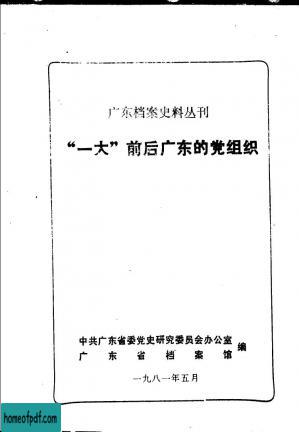 广东档案史料丛刊
“一大”前后广东的党组织
中共广东省委党史研究委员会办公室
广东省档案馆
编
一九八一年五月
homeofpdf.com